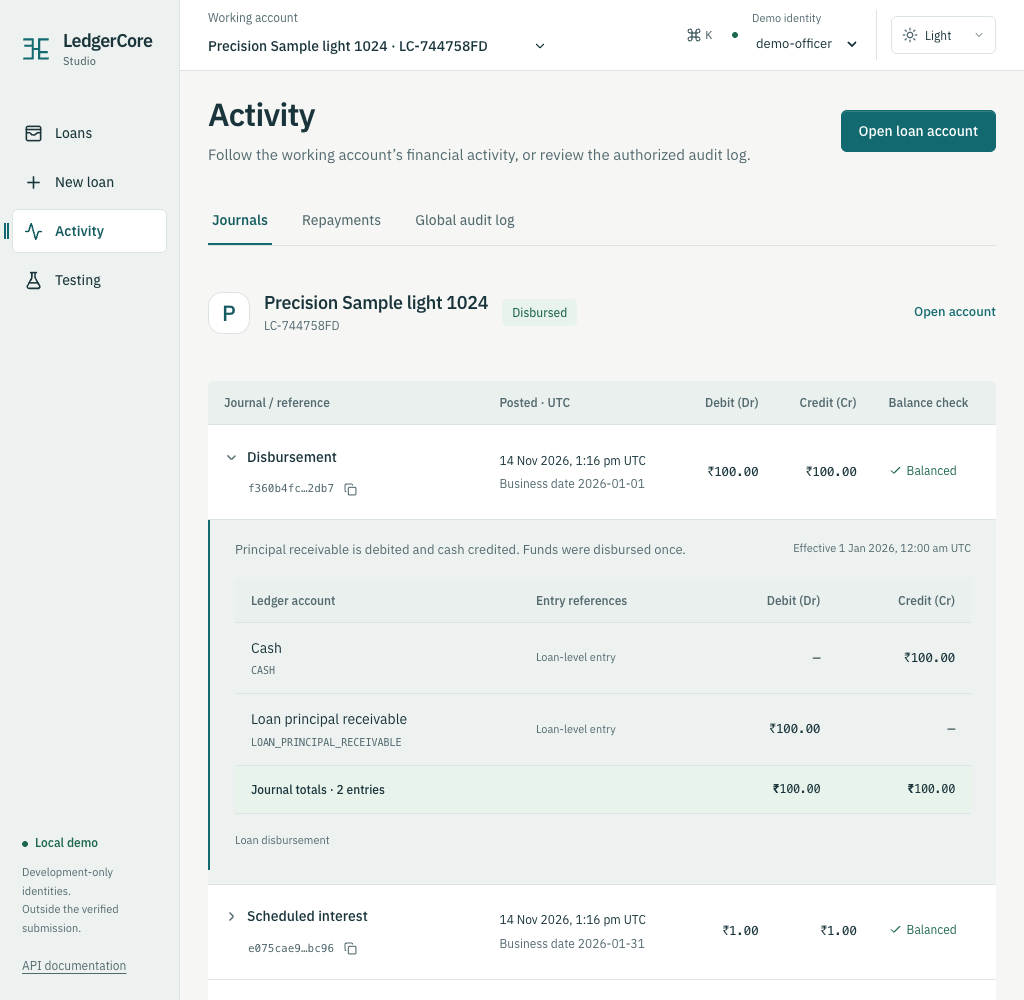 LedgerCore
Studio
Loans
New loan
Activity
Testing
Local demo
Development-only
identities.
Outside the verified
submission.
API documentation
Working account
Precision Sample light 1024 · LC-744758FD
⌘ K
Demo identity
demo-officer
Light
Activity
Follow the working account’s financial activity, or review the authorized audit log.
Open loan account
Journals Repayments Global audit log
P
Precision Sample light 1024
LC-744758FD
Disbursed
Open account
Journal / reference Posted · UTC Debit (Dr) Credit (Cr) Balance check
Disbursement
f360b4fc…2db7
14 Nov 2026, 1:16 pm UTC
Business date 2026-01-01
₹100.00 ₹100.00 Balanced
Principal receivable is debited and cash credited. Funds were disbursed once.
Effective 1 Jan 2026, 12:00 am UTC
Ledger account Entry references Debit (Dr) Credit (Cr)
Cash
CASH
Loan-level entry — ₹100.00
Loan principal receivable
LOAN_PRINCIPAL_RECEIVABLE
Loan-level entry ₹100.00 —
Journal totals · 2 entries ₹100.00 ₹100.00
Loan disbursement
Scheduled interest
e075cae9…bc96
14 Nov 2026, 1:16 pm UTC
Business date 2026-01-31
₹1.00 ₹1.00 Balanced